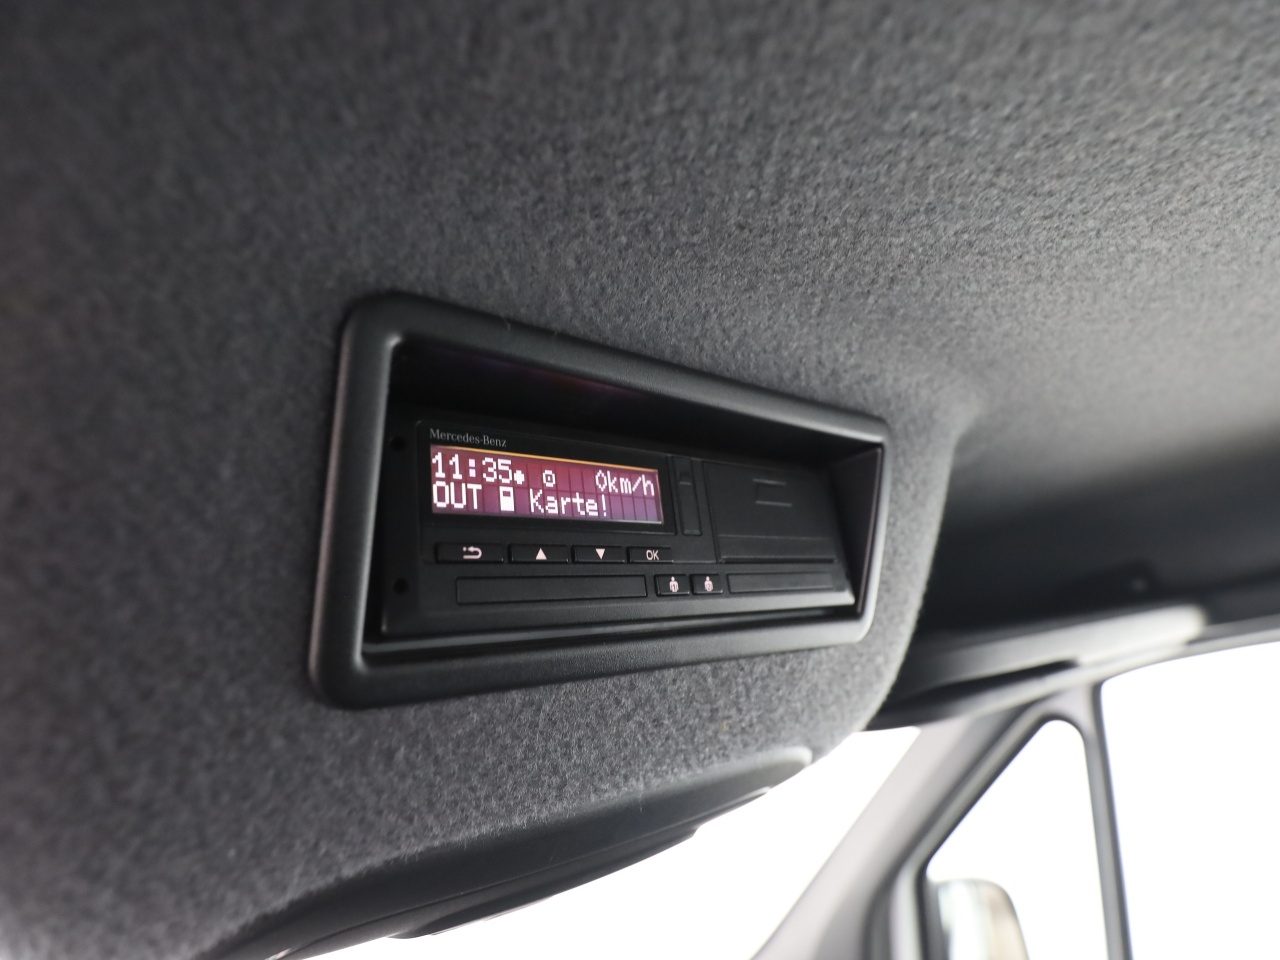 Mercedes-Benz
11:35 0km/h
OUT Karte!
OK